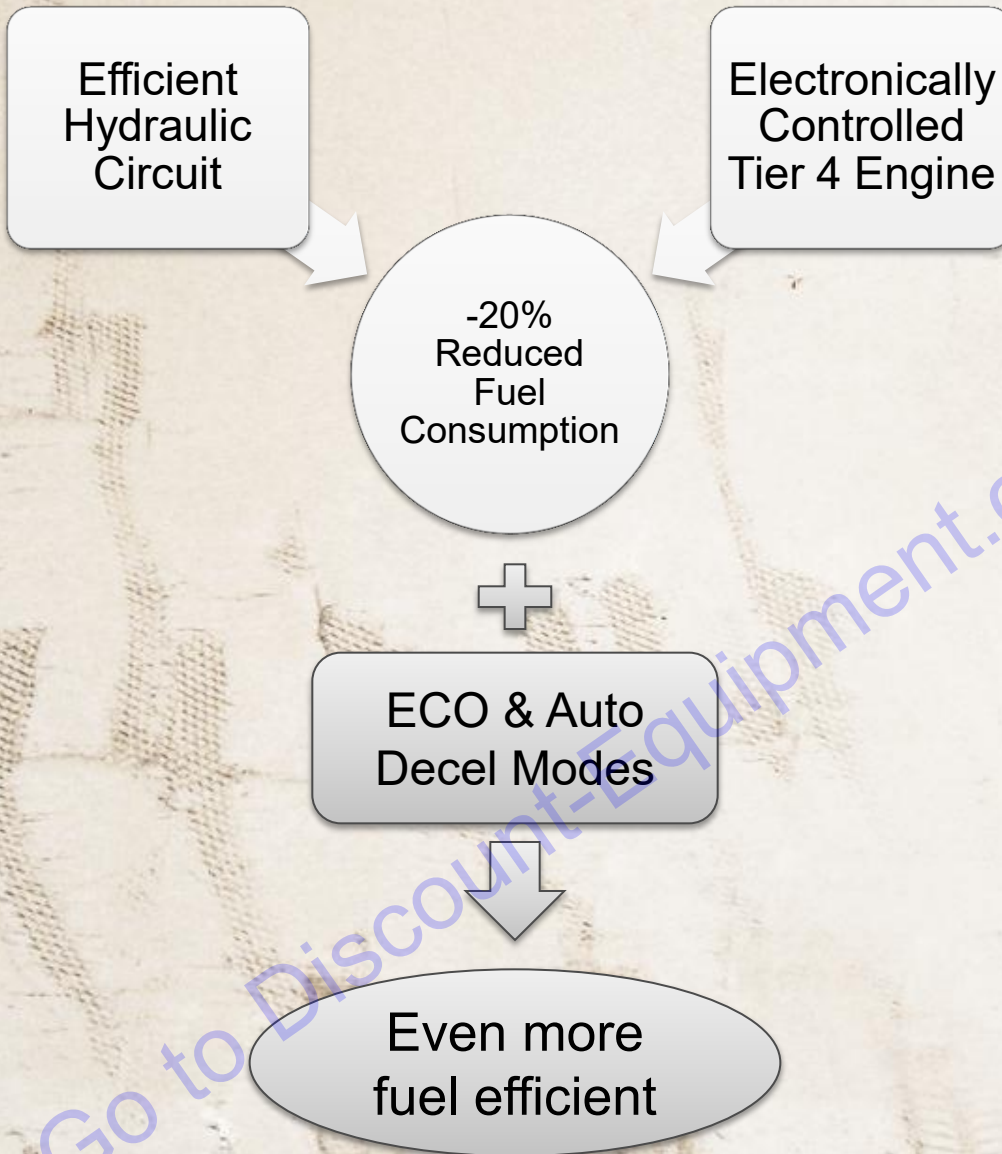 Efficient
Hydraulic
Circuit
Electronically
Controlled
Tier 4 Engine
-20%
Reduced
Fuel
Consumption
ECO & Auto
Decel Modes
Even more
fuel efficient
Go to Discount-Equipment.